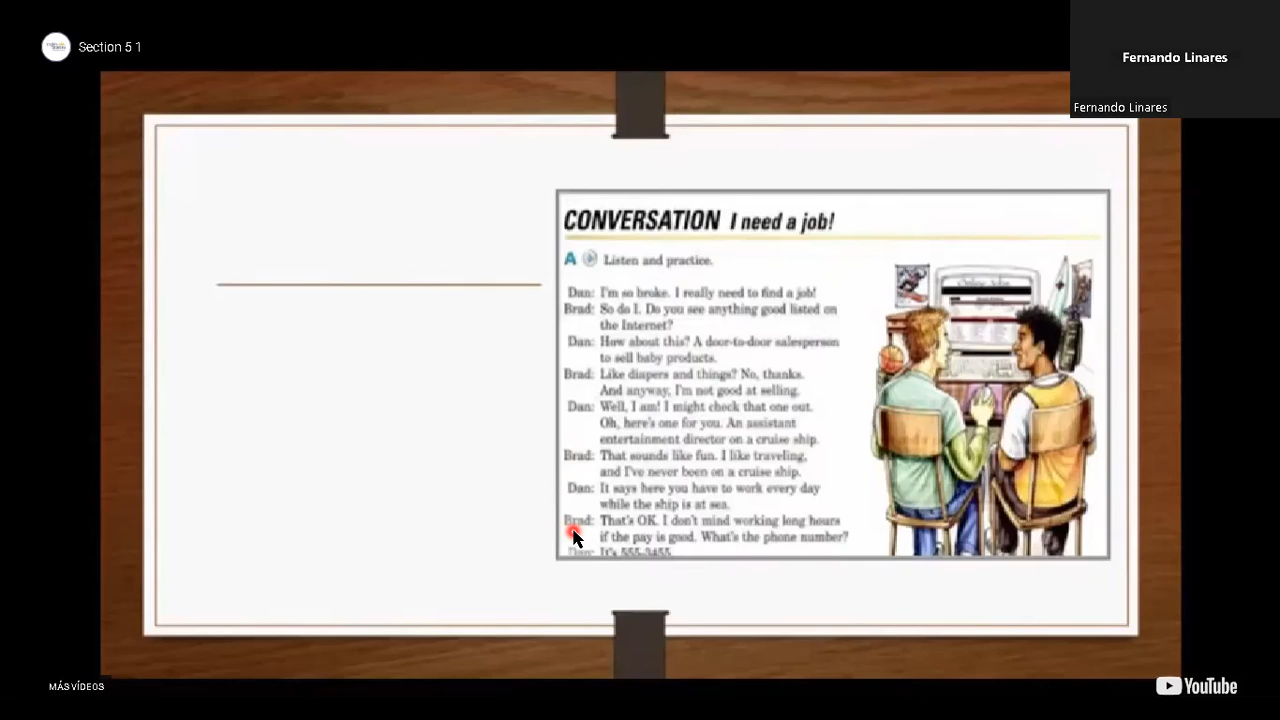 Section 5 1
Fernando Linares
Fernando Linares
CONVERSATION I need a job!
A Listen and practice.
Dan: I'm so broke. I really need to find a job!
Brad: So do I. Do you see anything good listed on
the Internet?
Dan: How about this? A door-to-door salesperson
to sell baby products.
Brad: Like diapers and things? No, thanks.
And anyway, I'm not good at selling.
Dan: Well, I am! I might check that one out.
Oh, here's one for you. An assistant
entertainment director on a cruise ship.
Brad: That sounds like fun. I like traveling,
and I've never been on a cruise ship.
Dan: It says here you have to work every day
while the ship is at sea.
Brad: That's OK. I don't mind working long hours
if the pay is good. What's the phone number?
Dan: It's 555-3455
MÁS VÍDEOS
YouTube